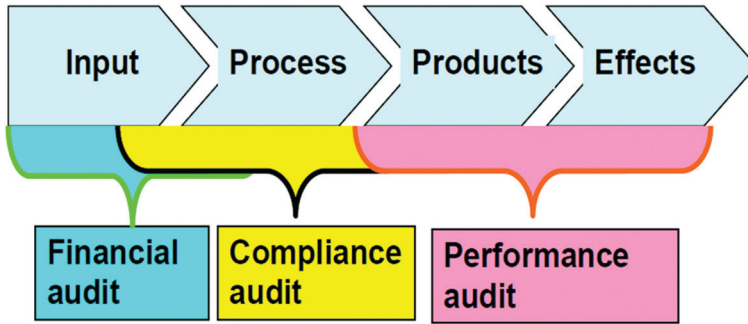 Input Process Products Effects
Financial Compliance Performance
audit audit audit